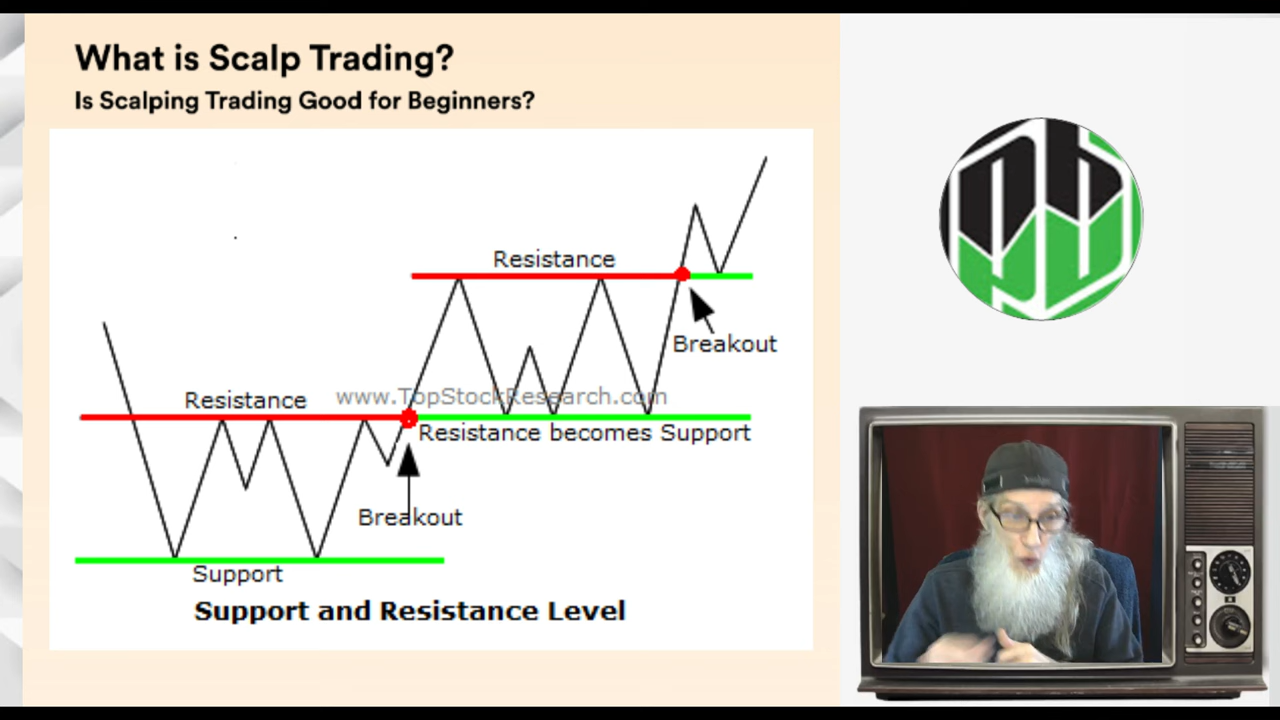 What is Scalp Trading?
Is Scalping Trading Good for Beginners?
Resistance
Breakout
Resistance
www.TopStockResearch.com
Resistance becomes Support
Breakout
Support
Support and Resistance Level